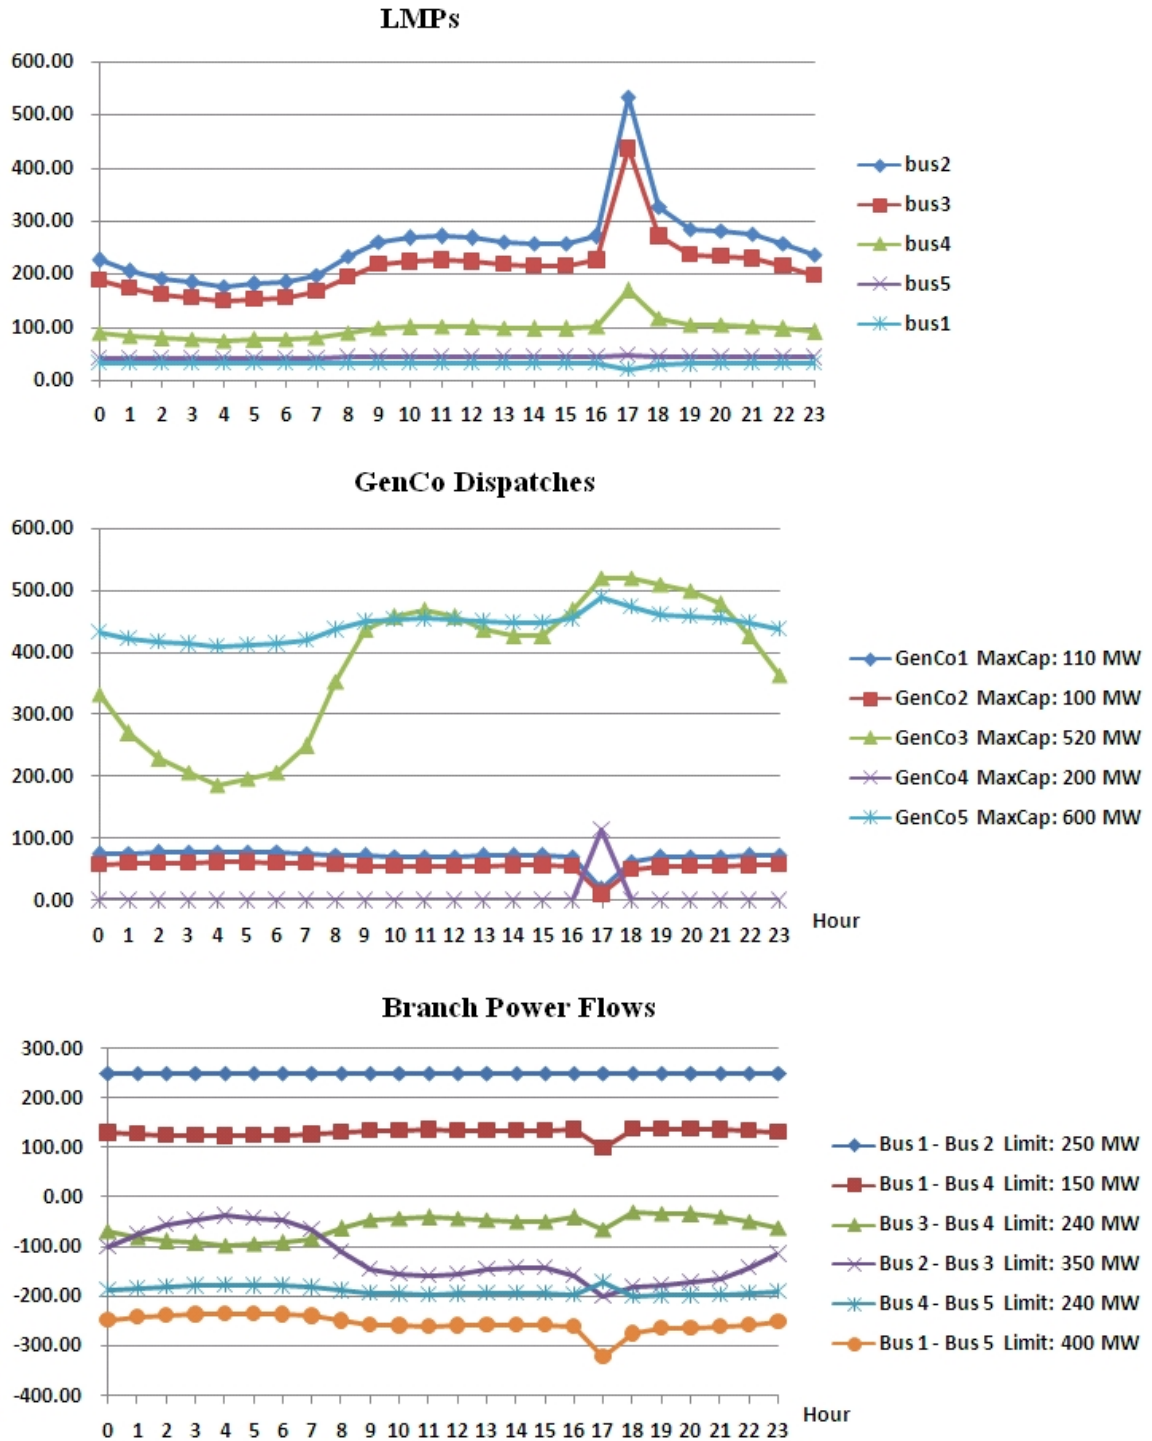 LMPs
600.00
500.00
400.00
300.00
200.00
100.00
0.00
0 1 2 3 4 5 6 7 8 9 10 11 12 13 14 15 16 17 18 19 20 21 22 23
bus2
bus3
bus4
bus5
bus1
GenCo Dispatches
600.00
500.00
400.00
300.00
200.00
100.00
0.00
0 1 2 3 4 5 6 7 8 9 10 11 12 13 14 15 16 17 18 19 20 21 22 23
Hour
GenCo1 MaxCap: 110 MW
GenCo2 MaxCap: 100 MW
GenCo3 MaxCap: 520 MW
GenCo4 MaxCap: 200 MW
GenCo5 MaxCap: 600 MW
Branch Power Flows
300.00
200.00
100.00
0.00
-100.00
-200.00
-300.00
-400.00
0 1 2 3 4 5 6 7 8 9 10 11 12 13 14 15 16 17 18 19 20 21 22 23
Hour
Bus 1 - Bus 2 Limit: 250 MW
Bus 1 - Bus 4 Limit: 150 MW
Bus 3 - Bus 4 Limit: 240 MW
Bus 2 - Bus 3 Limit: 350 MW
Bus 4 - Bus 5 Limit: 240 MW
Bus 1 - Bus 5 Limit: 400 MW